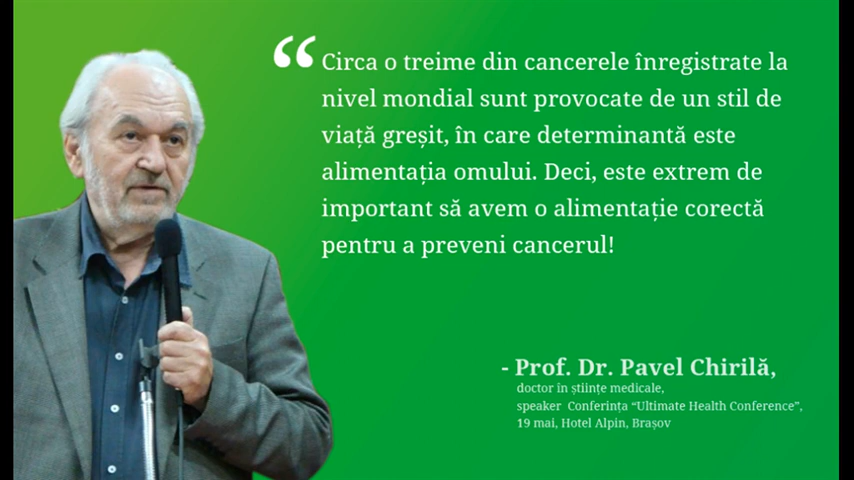 “ Circa o treime din cancerele înregistrate la
nivel mondial sunt provocate de un stil de
viață greșit, în care determinantă este
alimentația omului. Deci, este extrem de
important să avem o alimentație corectă
pentru a preveni cancerul!
- Prof. Dr. Pavel Chirilă,
doctor în științe medicale,
speaker Conferința “Ultimate Health Conference”,
19 mai, Hotel Alpin, Brașov